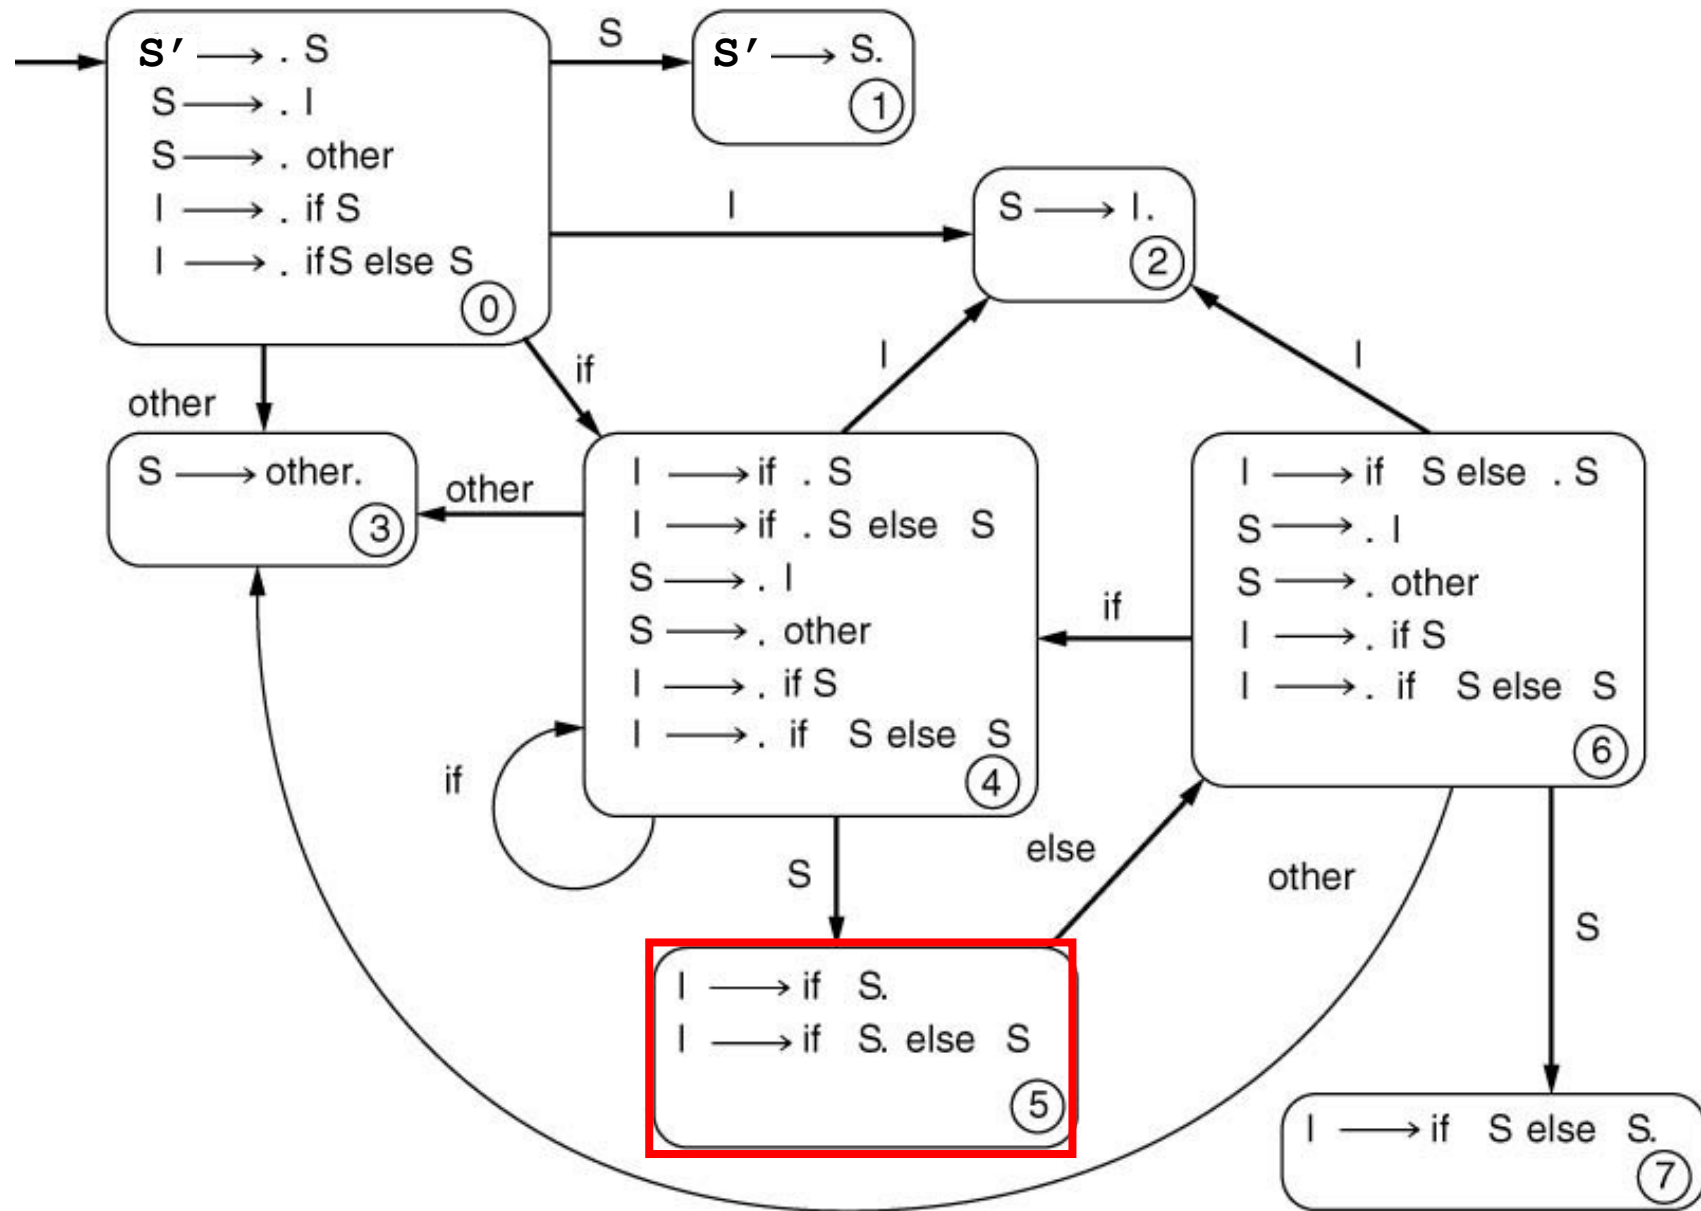 S′ ⟶ . S
S ⟶ . I
S ⟶ . other
I ⟶ . if S
I ⟶ . ifS else S
0
S
S′ ⟶ S.
1
I
S ⟶ I.
2
other
if
I
I
S ⟶ other.
3
other
I ⟶ if . S
I ⟶ if . S else S
S ⟶ . I
S ⟶ . other
I ⟶ . if S
I ⟶ . if S else S
4
if
if
I ⟶ if S else . S
S ⟶ . I
S ⟶ . other
I ⟶ . if S
I ⟶ . if S else S
6
S
else
other
S
I ⟶ if S.
I ⟶ if S. else S
5
I ⟶ if S else S.
7